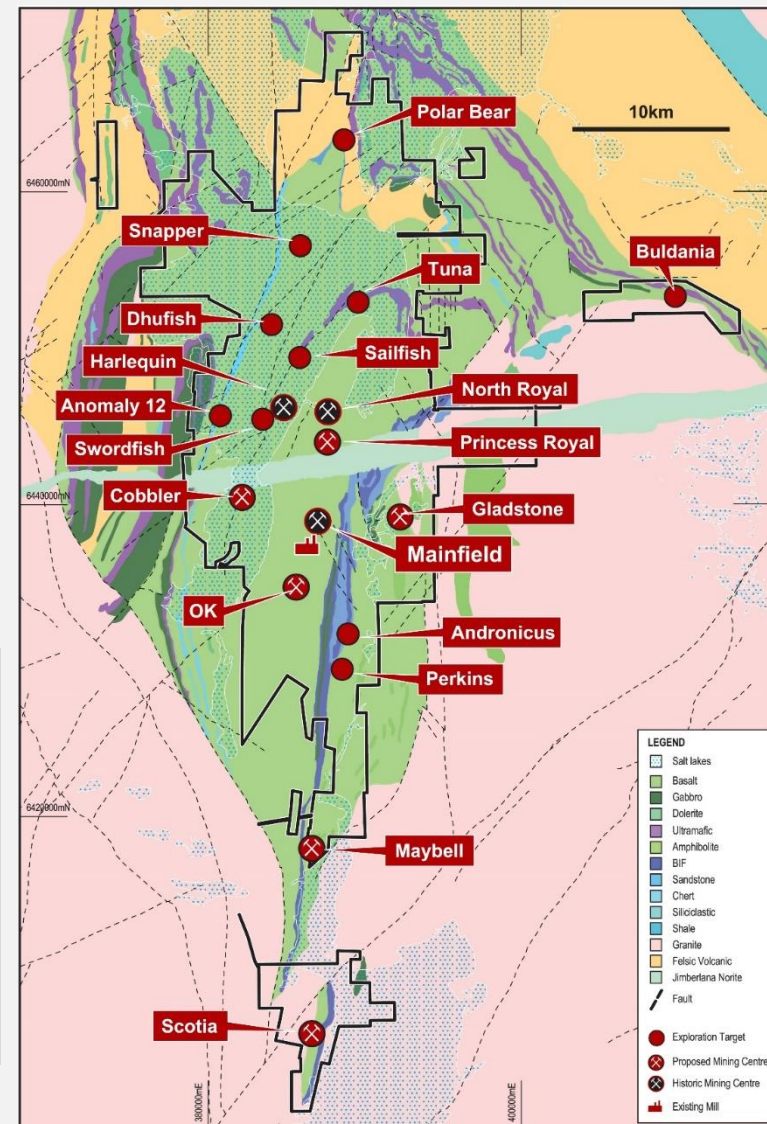 Polar Bear
10km
6460000mN
Snapper
Buldania
Tuna
Dhufish
Harlequin
Sailfish
Anomaly 12
North Royal
Swordfish
Princess Royal
Cobbler
6440000mN
Gladstone
Mainfield
OK
Andronicus
Perkins
6420000mN
Maybell
Scotia
380000mE
400000mE
LEGEND
Salt lakes
Basalt
Gabbro
Dolerite
Ultramafic
Amphibolite
BIF
Sandstone
Chert
Siliciclastic
Shale
Granite
Felsic Volcanic
Jimberlana Norite
Fault
Exploration Target
Proposed Mining Centre
Historic Mining Centre
Existing Mill